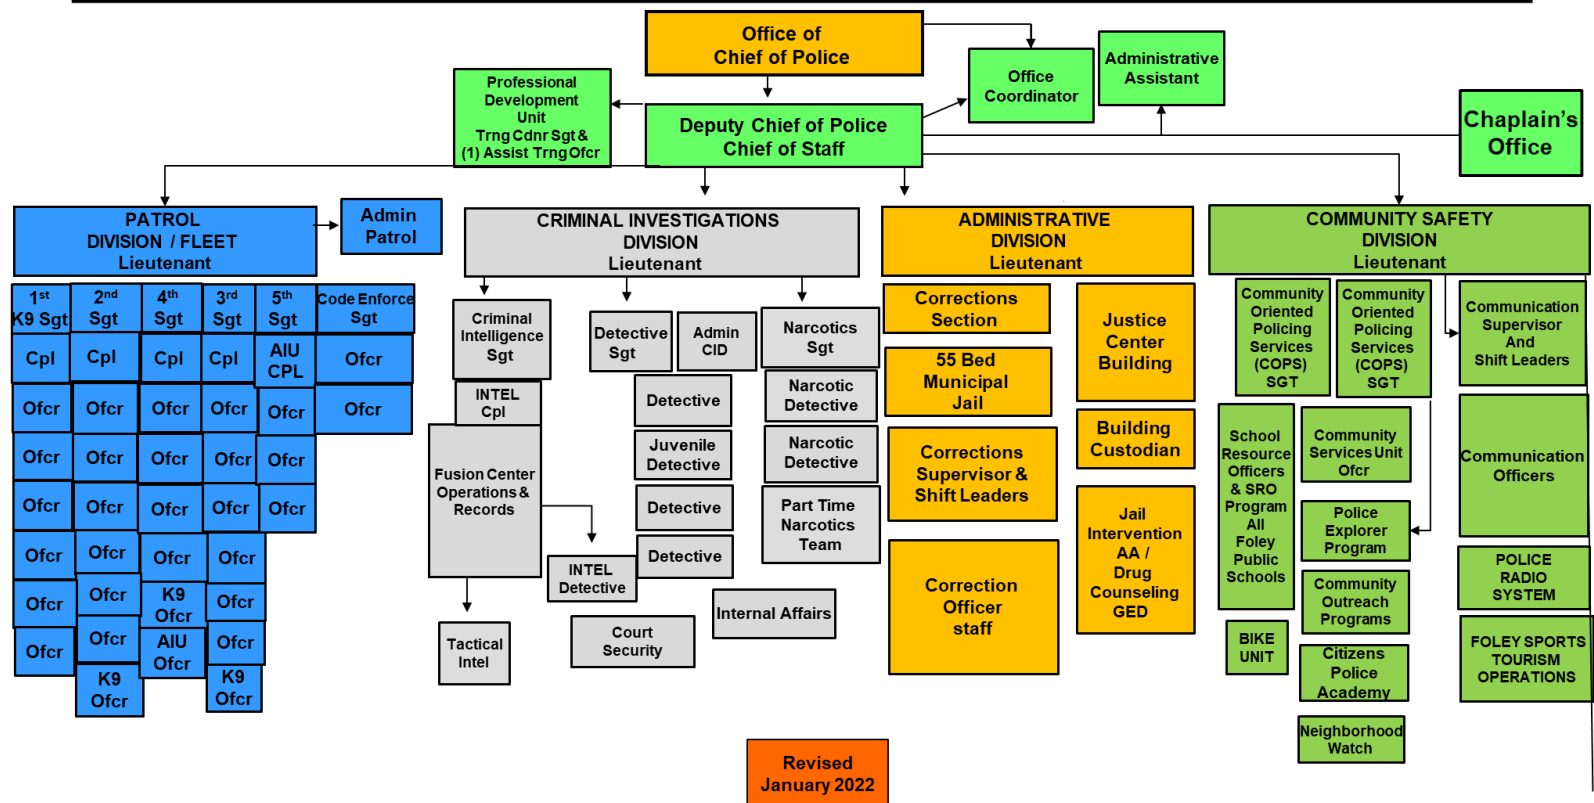 Office of
Chief of Police
Office
Coordinator
Administrative
Assistant
Professional
Development
Unit
Trng Cdnr Sgt &
(1) Assist Trng Ofcr
Deputy Chief of Police
Chief of Staff
Chaplain's
Office
PATROL
DIVISION / FLEET
Lieutenant
Admin
Patrol
CRIMINAL INVESTIGATIONS
DIVISION
Lieutenant
ADMINISTRATIVE
DIVISION
Lieutenant
COMMUNITY SAFETY
DIVISION
Lieutenant
1st
K9 Sgt
Cpl
Ofcr
Ofcr
Ofcr
Ofcr
Ofcr
Ofcr
2nd
Sgt
Cpl
Ofcr
Ofcr
Ofcr
Ofcr
Ofcr
Ofcr
K9
Ofcr
4th
Sgt
Cpl
Ofcr
Ofcr
Ofcr
Ofcr
K9
Ofcr
AIU
Ofcr
3rd
Sgt
Cpl
Ofcr
Ofcr
Ofcr
Ofcr
Ofcr
Ofcr
K9
Ofcr
5th
Sgt
AIU
CPL
Ofcr
Ofcr
Ofcr
Code Enforce
Sgt
Ofcr
Ofcr
Criminal
Intelligence
Sgt
INTEL
Cpl
Fusion Center
Operations &
Records
Tactical
Intel
INTEL
Detective
Detective
Sgt
Admin
CID
Detective
Juvenile
Detective
Detective
Detective
Court
Security
Internal Affairs
Narcotics
Sgt
Narcotic
Detective
Narcotic
Detective
Part Time
Narcotics
Team
Corrections
Section
55 Bed
Municipal
Jail
Corrections
Supervisor &
Shift Leaders
Correction
Officer
staff
Justice
Center
Building
Building
Custodian
Jail
Intervention
AA /
Drug
Counseling
GED
Community
Oriented
Policing
Services
(COPS)
SGT
Community
Oriented
Policing
Services
(COPS)
SGT
School
Resource
Officers
& SRO
Program
All
Foley
Public
Schools
BIKE
UNIT
Community
Services Unit
Ofcr
Police
Explorer
Program
Community
Outreach
Programs
Citizens
Police
Academy
Neighborhood
Watch
Communication
Supervisor
And
Shift Leaders
Communication
Officers
POLICE
RADIO
SYSTEM
FOLEY SPORTS
TOURISM
OPERATIONS
Revised
January 2022